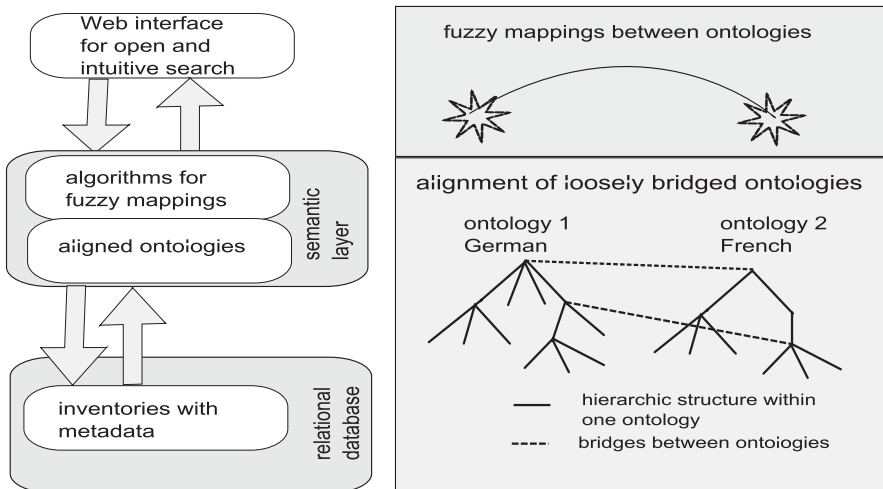 Web interface
for open and
intuitive search
algorithms for
fuzzy mappings
aligned ontologies
semantic
layer
inventories with
metadata
relational
database
fuzzy mappings between ontologies
alignment of loosely bridged ontologies
ontology 1
German
ontology 2
French
hierarchic structure within
one ontology
bridges between ontologies